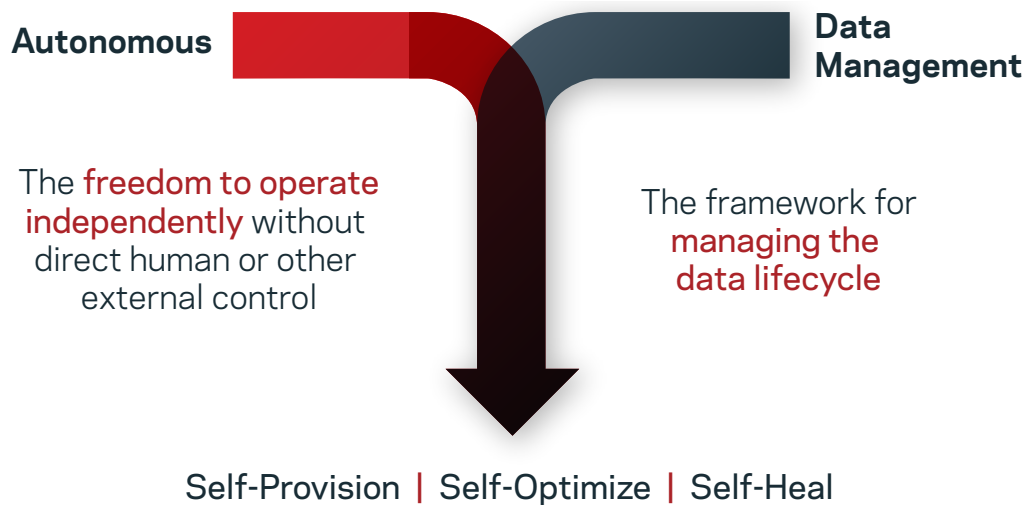 Autonomous
Data
Management
The freedom to operate
independently without
direct human or other
external control
The framework for
managing the
data lifecycle
Self-Provision | Self-Optimize | Self-Heal